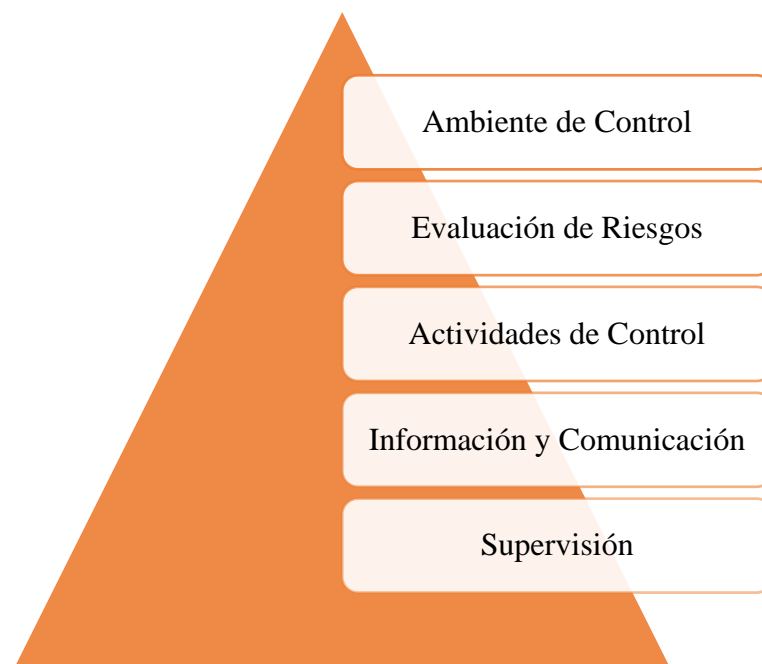 Ambiente de Control
Evaluación de Riesgos
Actividades de Control
Información y Comunicación
Supervisión